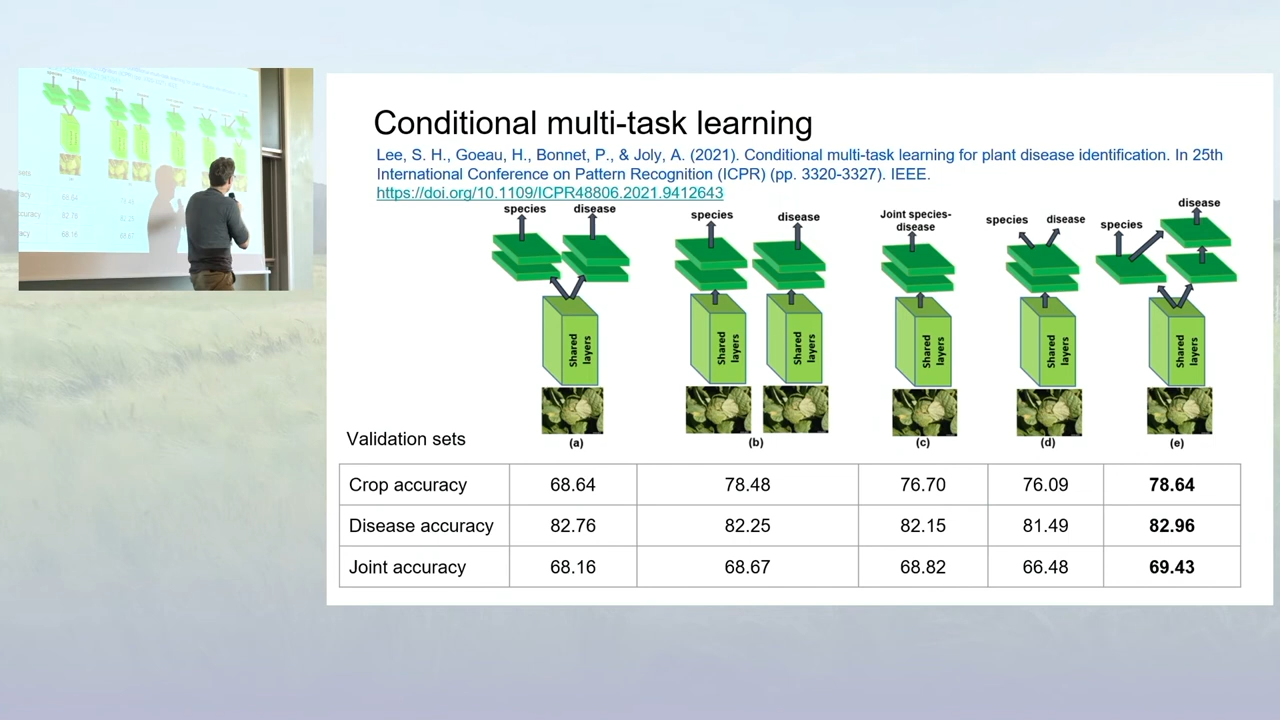 Conditional multi-task learning
Lee, S. H., Goeau, H., Bonnet, P., & Joly, A. (2021). Conditional multi-task learning for plant disease identification. In 25th
International Conference on Pattern Recognition (ICPR) (pp. 3320-3327). IEEE.
https://doi.org/10.1109/ICPR48806.2021.9412643
species disease
species disease
Joint species-
disease
species disease
species disease
Shared
layers
Shared
layers
Shared
layers
Shared
layers
Shared
layers
Shared
layers
(a) (b) (c) (d) (e)
Validation sets
Crop accuracy 68.64 78.48 76.70 76.09 78.64
Disease accuracy 82.76 82.25 82.15 81.49 82.96
Joint accuracy 68.16 68.67 68.82 66.48 69.43